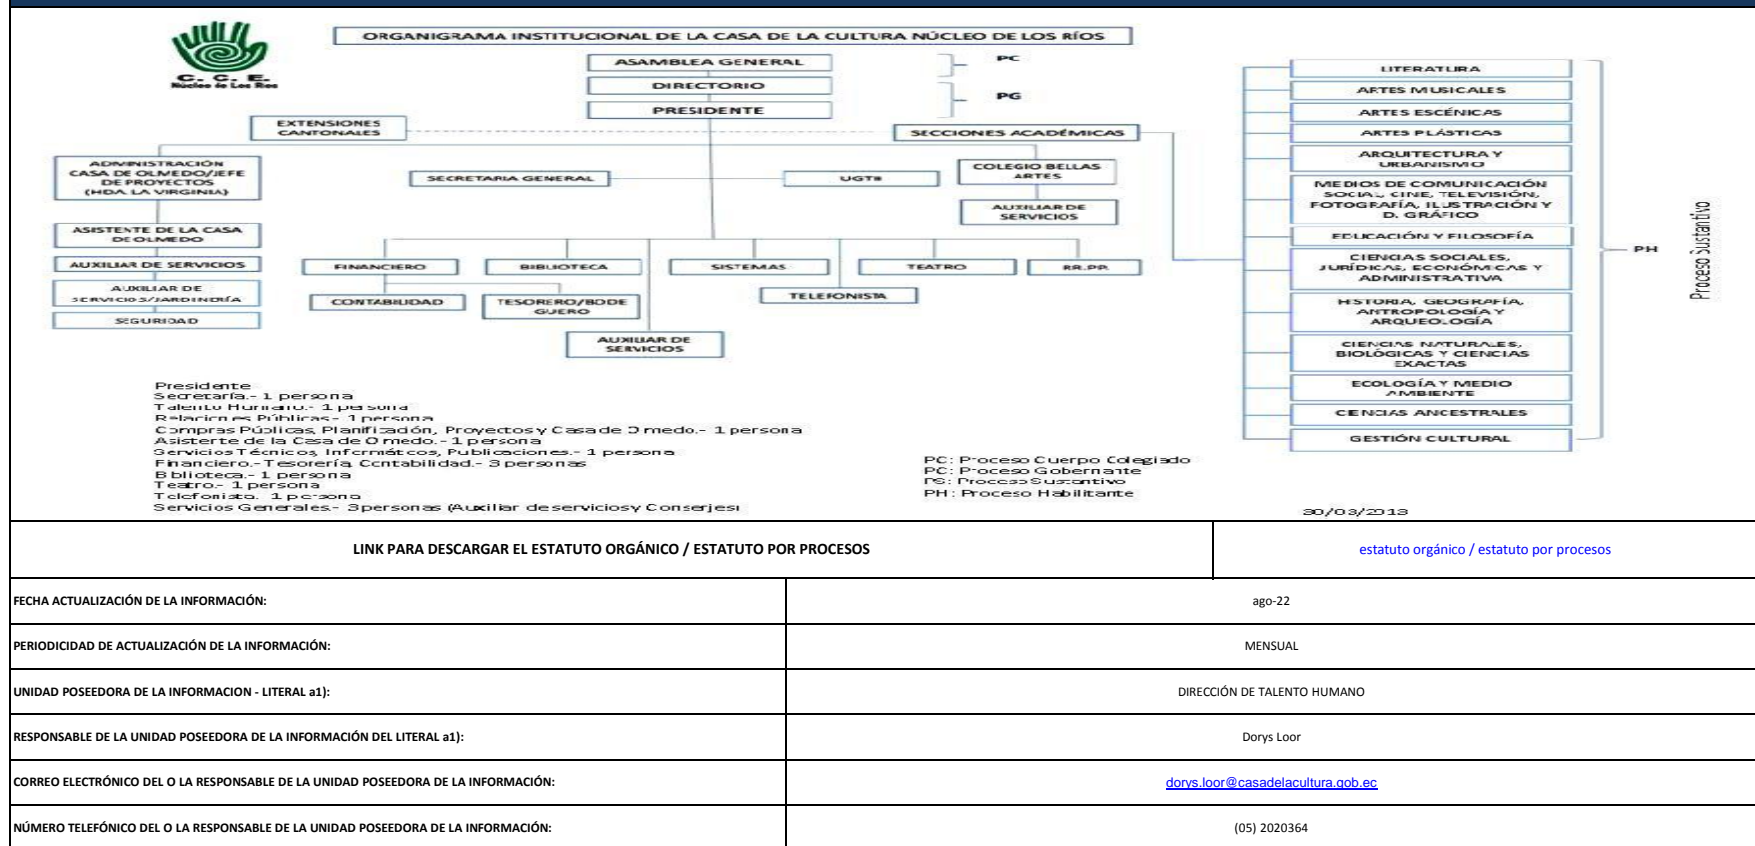 ORGANIGRAMA INSTITUCIONAL DE LA CASA DE LA CULTURA NÚCLEO DE LOS RÍOS
C. C. E.
Núcleo de Los Ríos
ASAMBLEA GENERAL
PC
DIRECTORIO
PG
PRESIDENTE
EXTENSIONES
CANTONALES
SECCIONES ACADÉMICAS
ADMINISTRACIÓN
CASA DE OLMEDO/JEFE
DE PROYECTOS
(HDA. LA VIRGINIA)
SECRETARIA GENERAL
UGTH
COLEGIO BELLAS
ARTES
AUXILIAR DE
SERVICIOS
ASISTENTE DE LA CASA
DE OLMEDO
AUXILIAR DE SERVICIOS
AUXILIAR DE
SERVICIOS/JARDINERÍA
SEGURIDAD
FINANCIERO
BIBLIOTECA
SISTEMAS
TEATRO
RR.PP.
CONTABILIDAD
TESORERO/BODE
GUERO
TELEFONISTA
AUXILIAR DE
SERVICIOS
LITERATURA
ARTES MUSICALES
ARTES ESCÉNICAS
ARTES PLÁSTICAS
ARQUITECTURA Y
URBANISMO
MEDIOS DE COMUNICACIÓN
SOCIAL, CINE, TELEVISIÓN,
FOTOGRAFÍA, ILUSTRACIÓN Y
D. GRÁFICO
EDUCACIÓN Y FILOSOFÍA
CIENCIAS SOCIALES,
JURÍDICAS, ECONÓMICAS Y
ADMINISTRATIVA
HISTORIA, GEOGRAFÍA,
ANTROPOLOGÍA Y
ARQUEOLOGÍA
CIENCIAS NATURALES,
BIOLÓGICAS Y CIENCIAS
EXACTAS
ECOLOGÍA Y MEDIO
AMBIENTE
CIENCIAS ANCESTRALES
GESTIÓN CULTURAL
PH
Proceso Sustantivo
Presidente
Secretaría.- 1 persona
Talento Humano.- 1 persona
Relaciones Públicas.- 1 persona
Compras Públicas, Planificación, Proyectos y Casa de Olmedo.- 1 persona
Asistente de la Casa de Olmedo.- 1 persona
Servicios Técnicos, Informáticos, Publicaciones.- 1 persona
Financiero.- Tesorería, Contabilidad.- 3 personas
Biblioteca.- 1 persona
Teatro.- 1 persona
Telefonista. 1 persona
Servicios Generales.- 3 personas (Auxiliar de servicios y Conserjes)
PC: Proceso Cuerpo Colegiado
PC: Proceso Gobernante
PS: Proceso Sustantivo
PH: Proceso Habilitante
30/03/2013
LINK PARA DESCARGAR EL ESTATUTO ORGÁNICO / ESTATUTO POR PROCESOS
estatuto orgánico / estatuto por procesos
FECHA ACTUALIZACIÓN DE LA INFORMACIÓN:
ago-22
PERIODICIDAD DE ACTUALIZACIÓN DE LA INFORMACIÓN:
MENSUAL
UNIDAD POSEEDORA DE LA INFORMACION - LITERAL a1):
DIRECCIÓN DE TALENTO HUMANO
RESPONSABLE DE LA UNIDAD POSEEDORA DE LA INFORMACIÓN DEL LITERAL a1):
Dorys Loor
CORREO ELECTRÓNICO DEL O LA RESPONSABLE DE LA UNIDAD POSEEDORA DE LA INFORMACIÓN:
dorys.loor@casadelacultura.gob.ec
NÚMERO TELEFÓNICO DEL O LA RESPONSABLE DE LA UNIDAD POSEEDORA DE LA INFORMACIÓN:
(05) 2020364